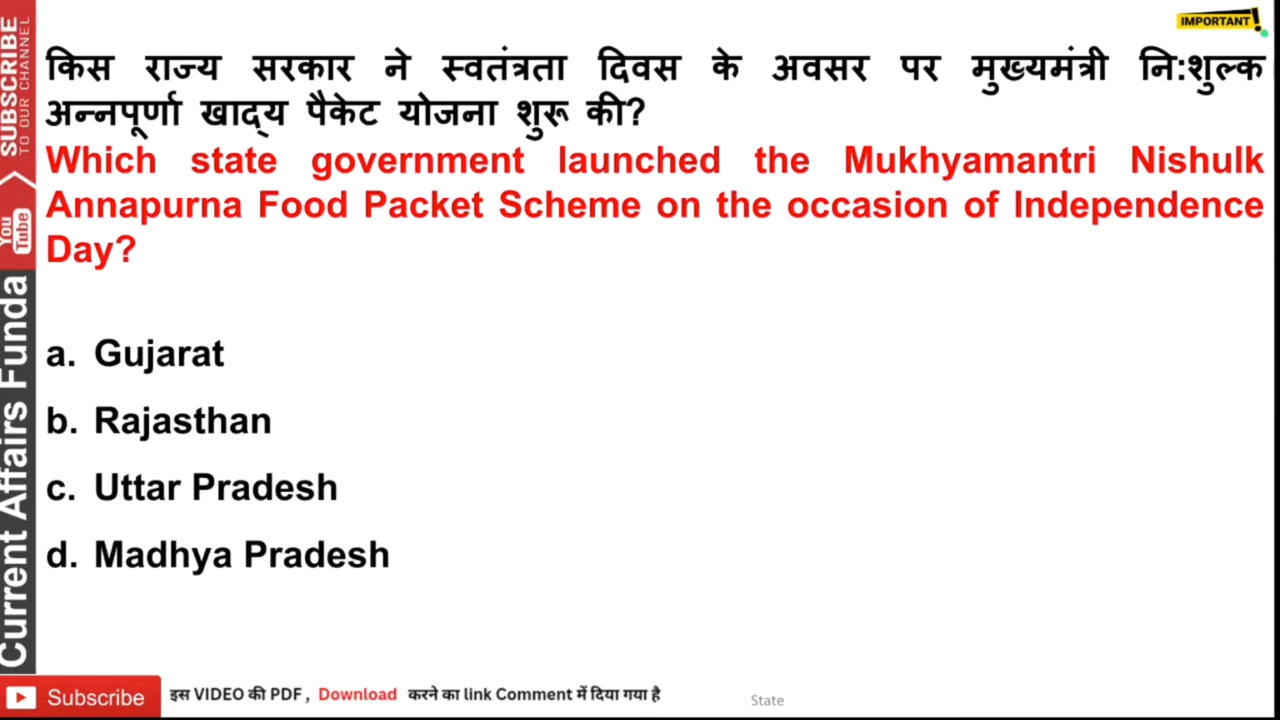 IMPORTANT!
किस राज्य सरकार ने स्वतंत्रता दिवस के अवसर पर मुख्यमंत्री नि:शुल्क
अन्नपूर्णा खाद्य पैकेट योजना शुरू की?
Which state government launched the Mukhyamantri Nishulk
Annapurna Food Packet Scheme on the occasion of Independence
Day?
a. Gujarat
b. Rajasthan
c. Uttar Pradesh
d. Madhya Pradesh
SUBSCRIBE
TO OUR CHANNEL
You
Tube
Current Affairs Funda
Subscribe
इस VIDEO की PDF, Download करने का link Comment में दिया गया है
State